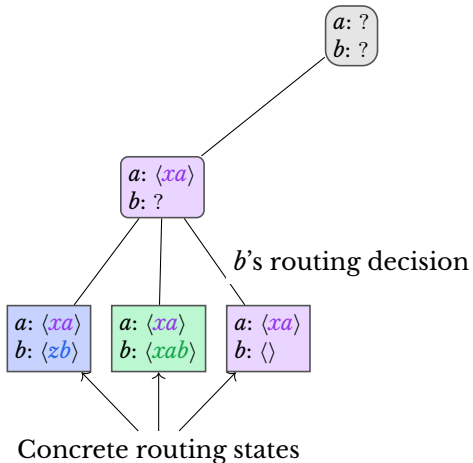 a: ?
b: ?
a: ⟨xa⟩
b: ?
b's routing decision
a: ⟨xa⟩
b: ⟨zb⟩
a: ⟨xa⟩
b: ⟨xab⟩
a: ⟨xa⟩
b: ⟨⟩
Concrete routing states